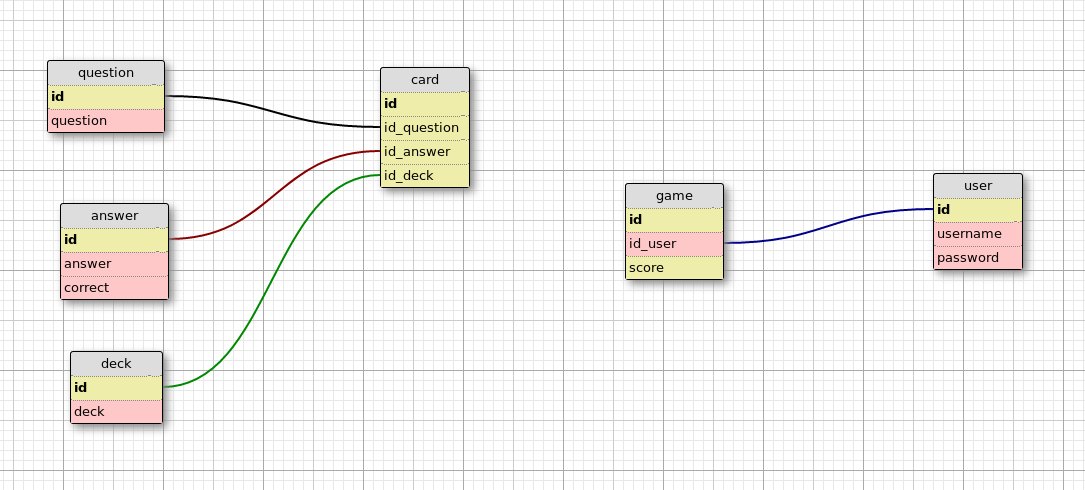 question
id
question
answer
id
answer
correct
deck
id
deck
card
id
id_question
id_answer
id_deck
game
id
id_user
score
user
id
username
password